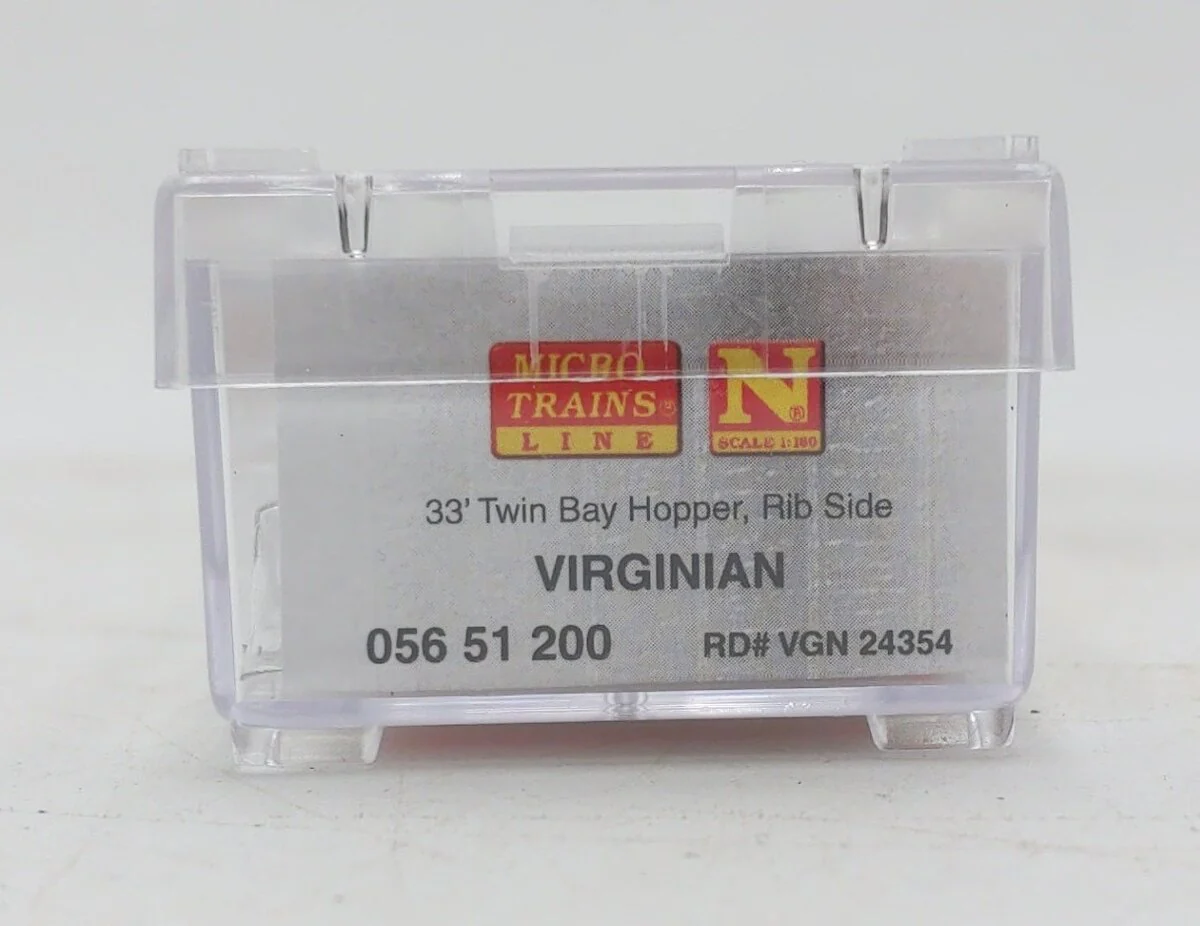 MICRO N
TRAINS® ®
LINE SCALE 1:160
33' Twin Bay Hopper, Rib Side
VIRGINIAN
056 51 200 RD# VGN 24354